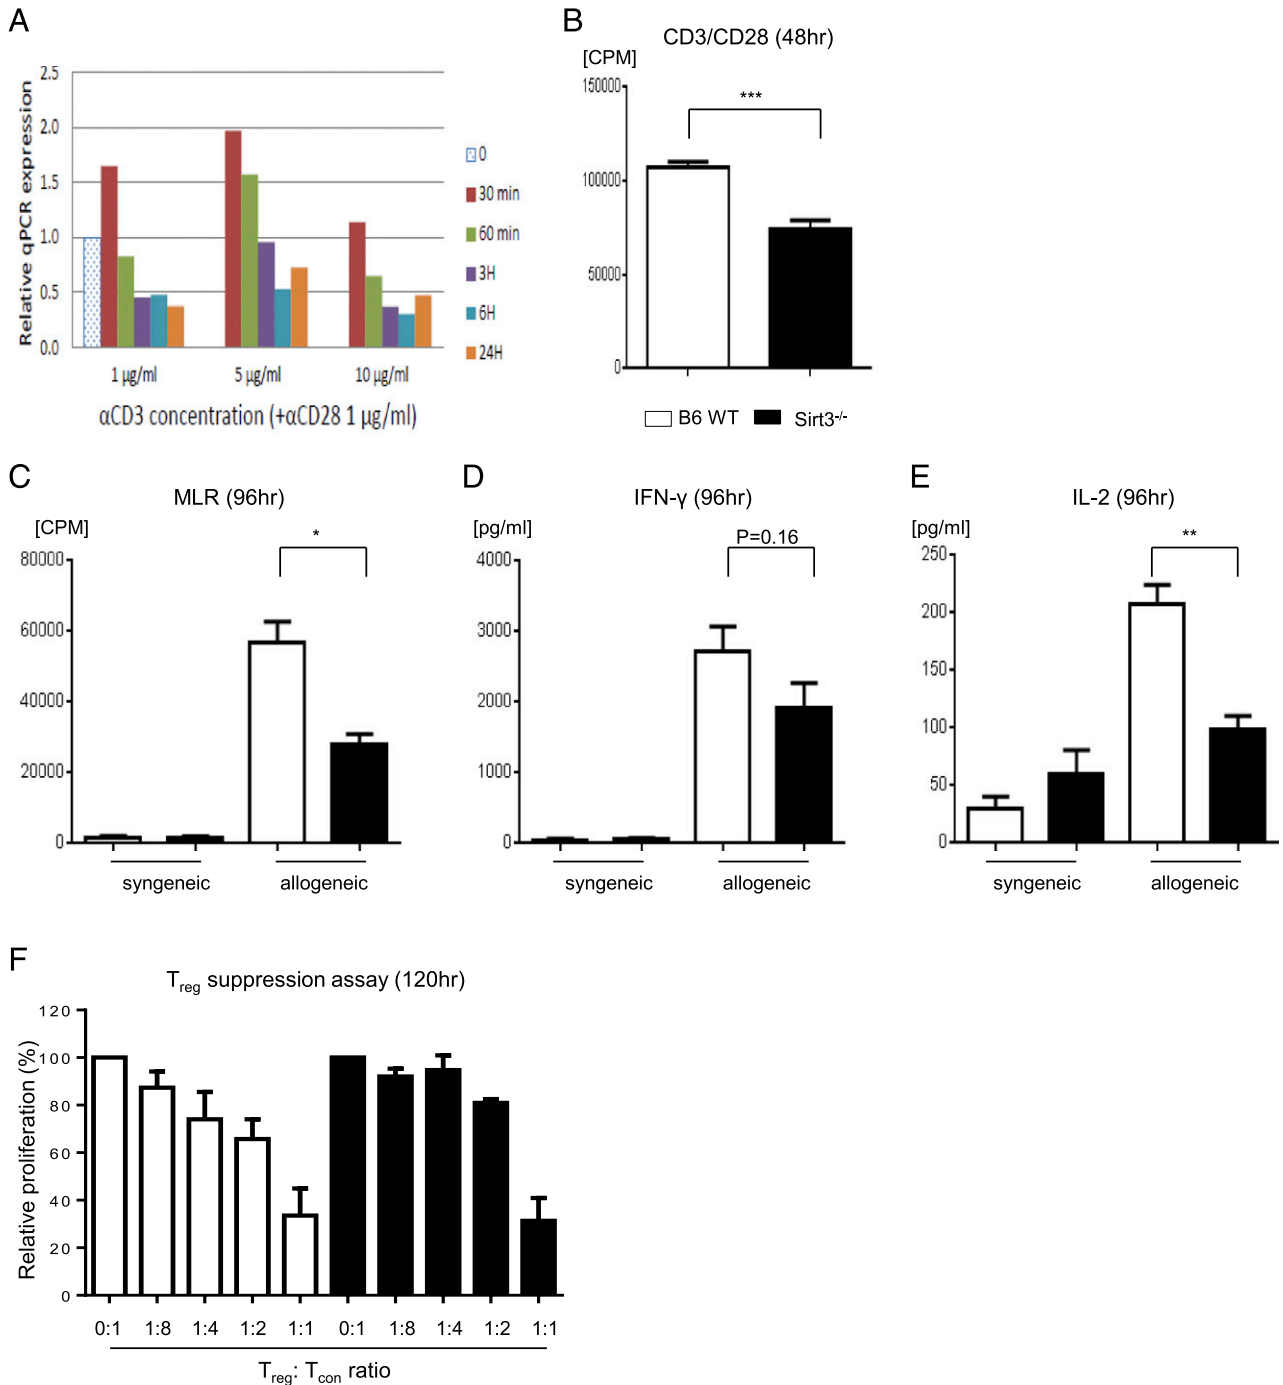 A
Relative qPCR expression
2.5
2.0
1.5
1.0
0.5
0.0
1 µg/ml 5 µg/ml 10 µg/ml
αCD3 concentration (+αCD28 1 µg/ml)
0
30 min
60 min
3H
6H
24H
B
CD3/CD28 (48hr)
[CPM]
150000
100000
50000
0
***
B6 WT Sirt3-/-
C
MLR (96hr)
[CPM]
80000
60000
40000
20000
0
*
syngeneic allogeneic
D
IFN-γ (96hr)
[pg/ml]
4000
3000
2000
1000
0
P=0.16
syngeneic allogeneic
E
IL-2 (96hr)
[pg/ml]
250
200
150
100
50
0
**
syngeneic allogeneic
F
Treg suppression assay (120hr)
Relative proliferation (%)
120
100
80
60
40
20
0
0:1 1:8 1:4 1:2 1:1 0:1 1:8 1:4 1:2 1:1
Treg: Tcon ratio